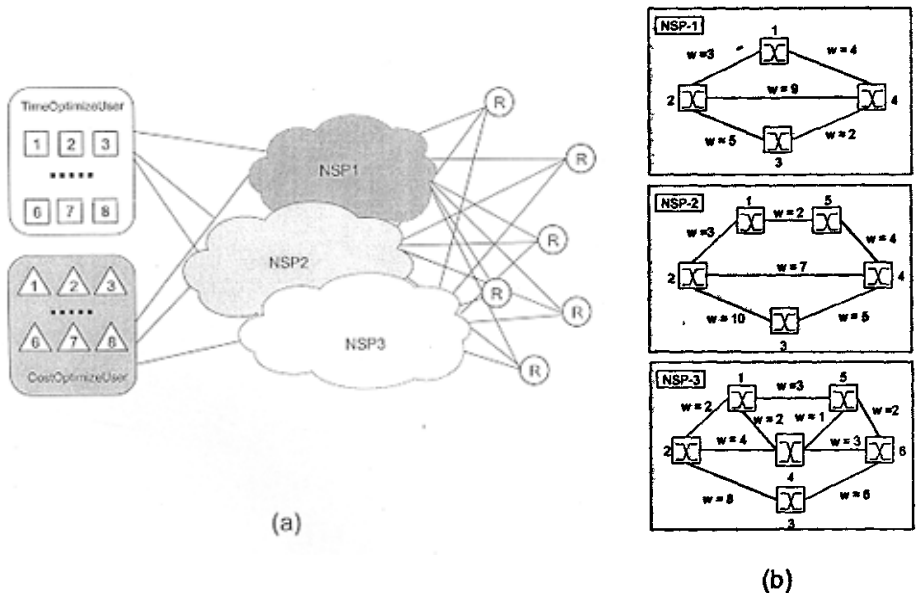 TimeOptimizeUser
1 2 3
6 7 8
1 2 3
6 7 8
CostOptimizeUser
NSP1
NSP2
NSP3
R
R
R
R
R
R
(a)
NSP-1
1
w=3
w=4
2
w=9
4
w=5
w=2
3
NSP-2
1
w=2
5
w=3
w=4
2
w=7
4
w=10
w=5
3
NSP-3
1
w=3
5
w=2
w=2
w=1
w=2
2
w=4
w=3
6
4
w=8
w=6
3
(b)